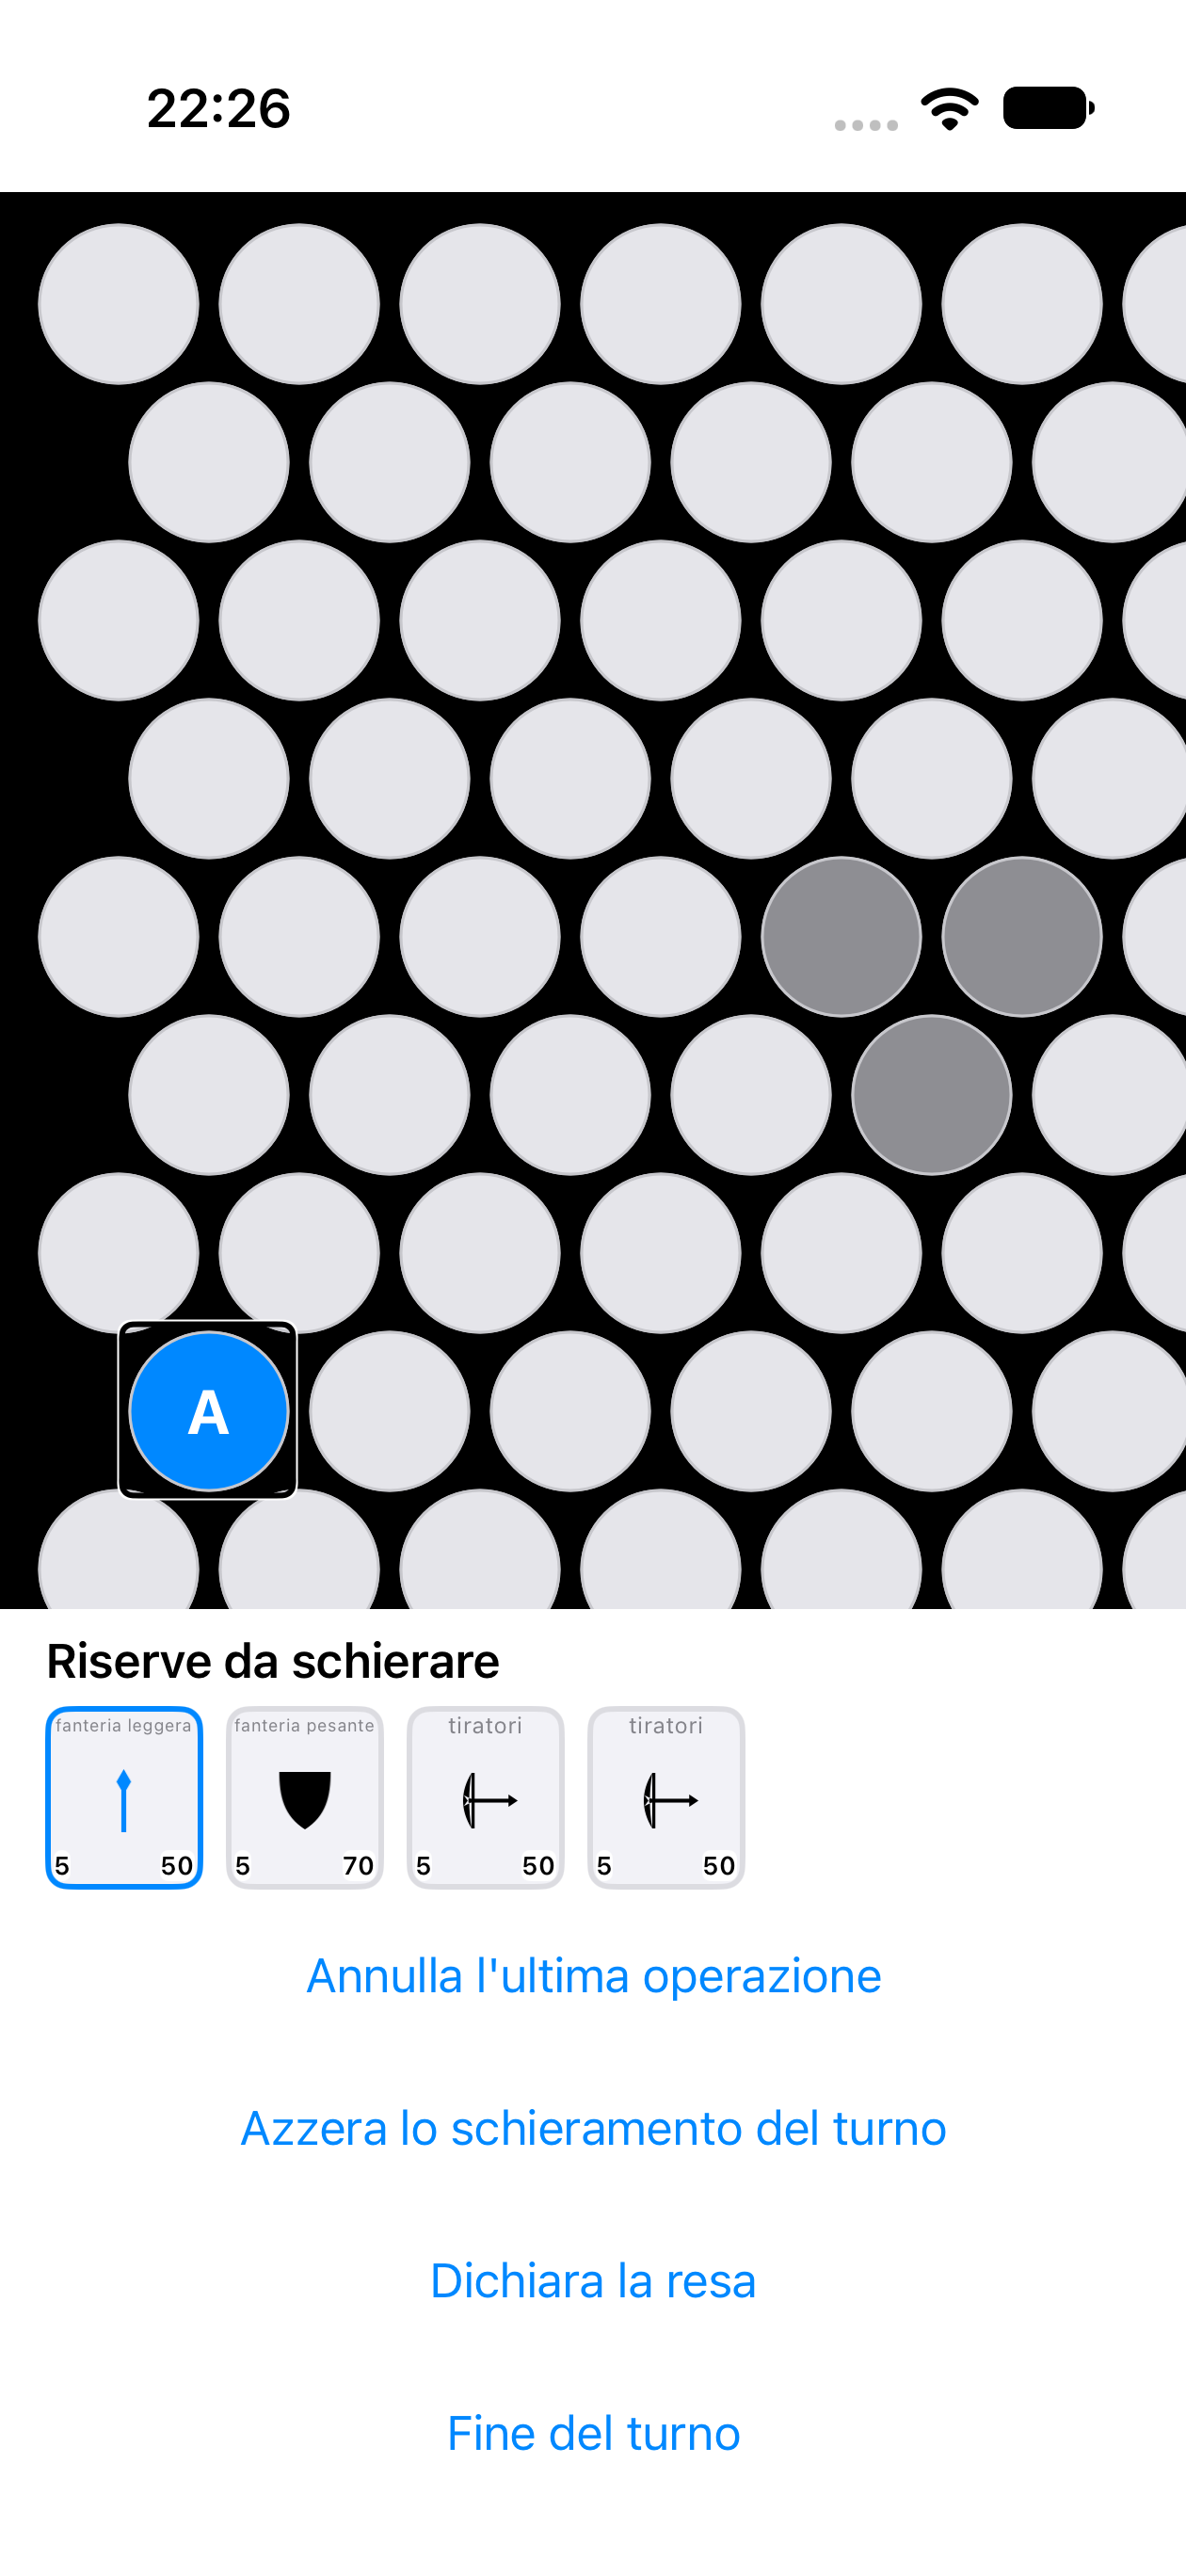 22:26
A
Riserve da schierare
fanteria leggera
5 50
fanteria pesante
5 70
tiratori
5 50
tiratori
5 50
Annulla l'ultima operazione
Azzera lo schieramento del turno
Dichiara la resa
Fine del turno